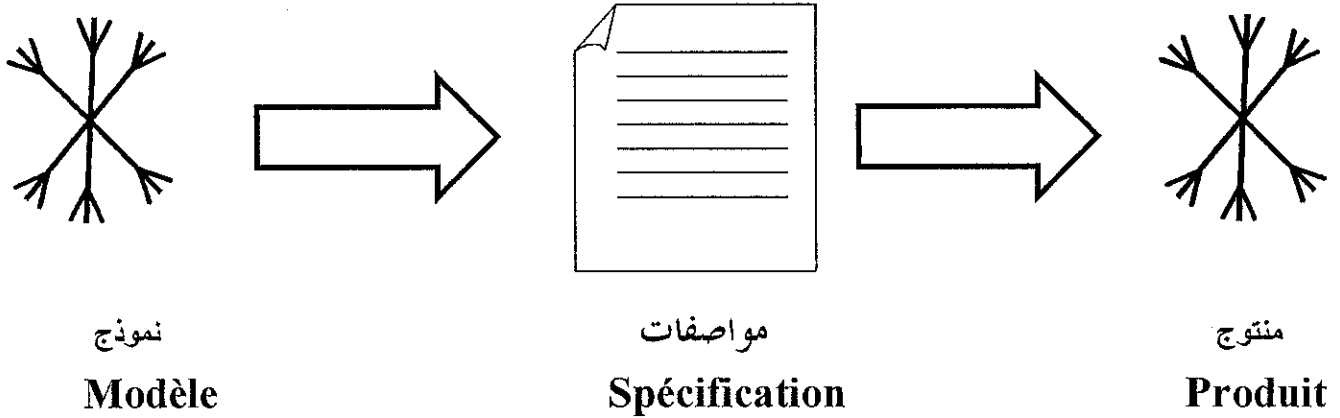 نموذج
مواصفات
منتوج
Modèle
Spécification
Produit